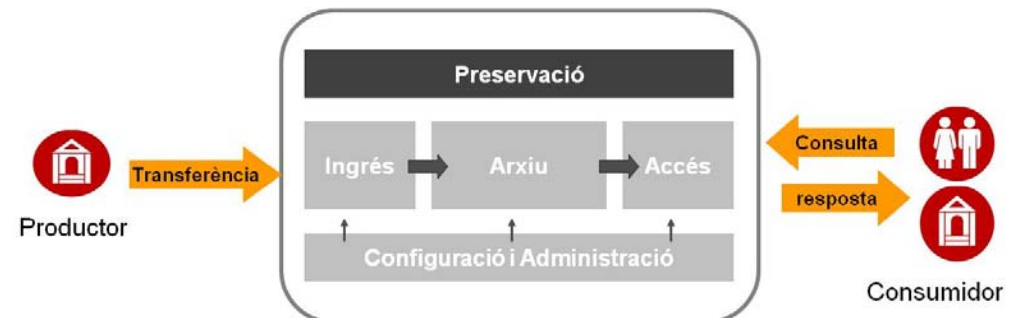 Preservació
Ingrés
Arxiu
Accés
Configuració i Administració
Transferència
Productor
Consulta
resposta
Consumidor